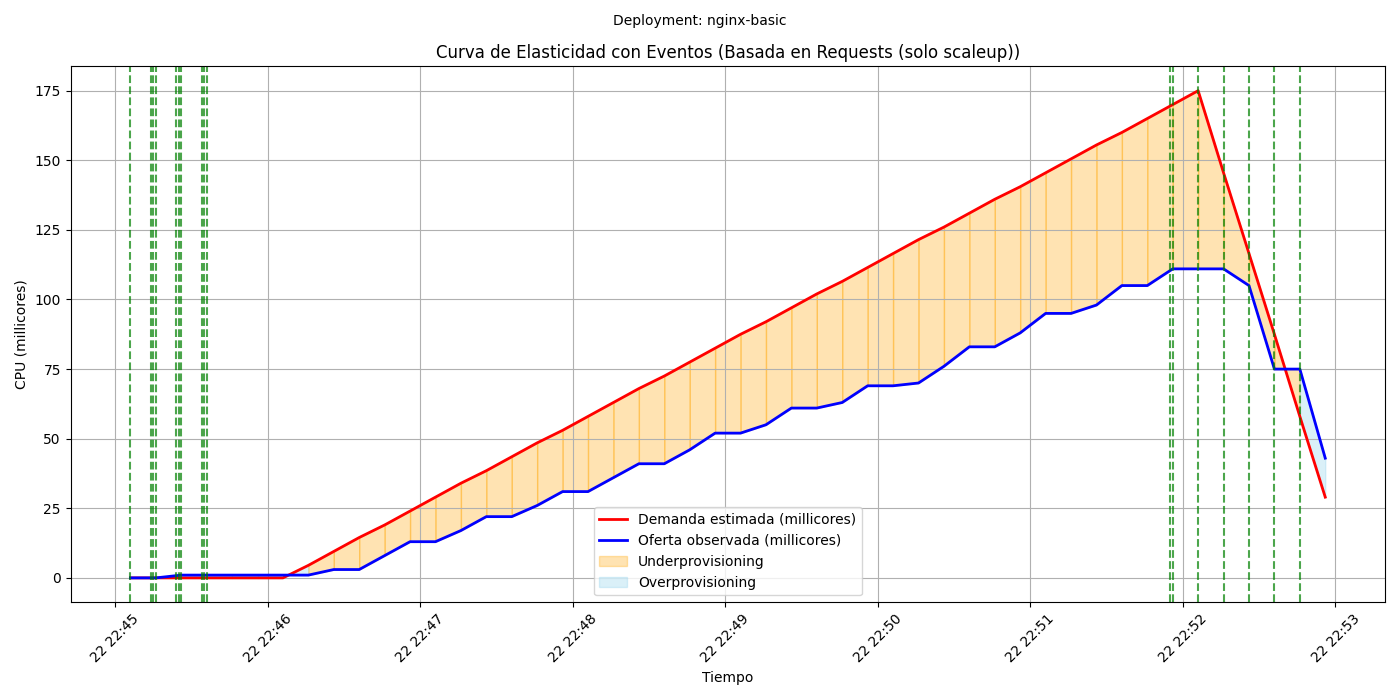 Deployment: nginx-basic
Curva de Elasticidad con Eventos (Basada en Requests (solo scaleup))
CPU (millicores)
175
150
125
100
75
50
25
0
Demanda estimada (millicores)
Oferta observada (millicores)
Underprovisioning
Overprovisioning
22 22:45
22 22:46
22 22:47
22 22:48
22 22:49
22 22:50
22 22:51
22 22:52
22 22:53
Tiempo